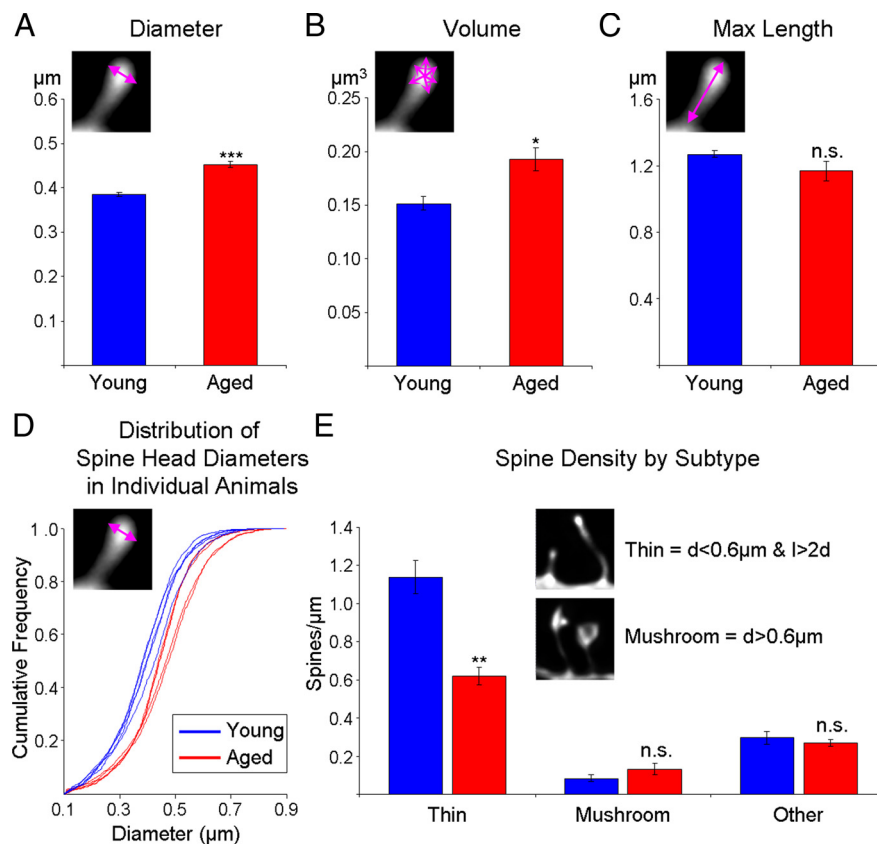 A
Diameter
µm
0.6
0.5
0.4
0.3
0.2
0.1
***
Young
Aged
B
Volume
µm3
0.25
0.20
0.15
0.10
0.05
*
Young
Aged
C
Max Length
µm
1.6
1.2
0.8
0.4
n.s.
Young
Aged
D
Distribution of
Spine Head Diameters
in Individual Animals
Cumulative Frequency
1.0
0.8
0.6
0.4
0.2
Young
Aged
0.1 0.3 0.5 0.7 0.9
Diameter (µm)
E
Spine Density by Subtype
Spines/µm
1.4
1.2
1.0
0.8
0.6
0.4
0.2
Thin = d<0.6µm & l>2d
Mushroom = d>0.6µm
**
n.s.
n.s.
Thin Mushroom Other